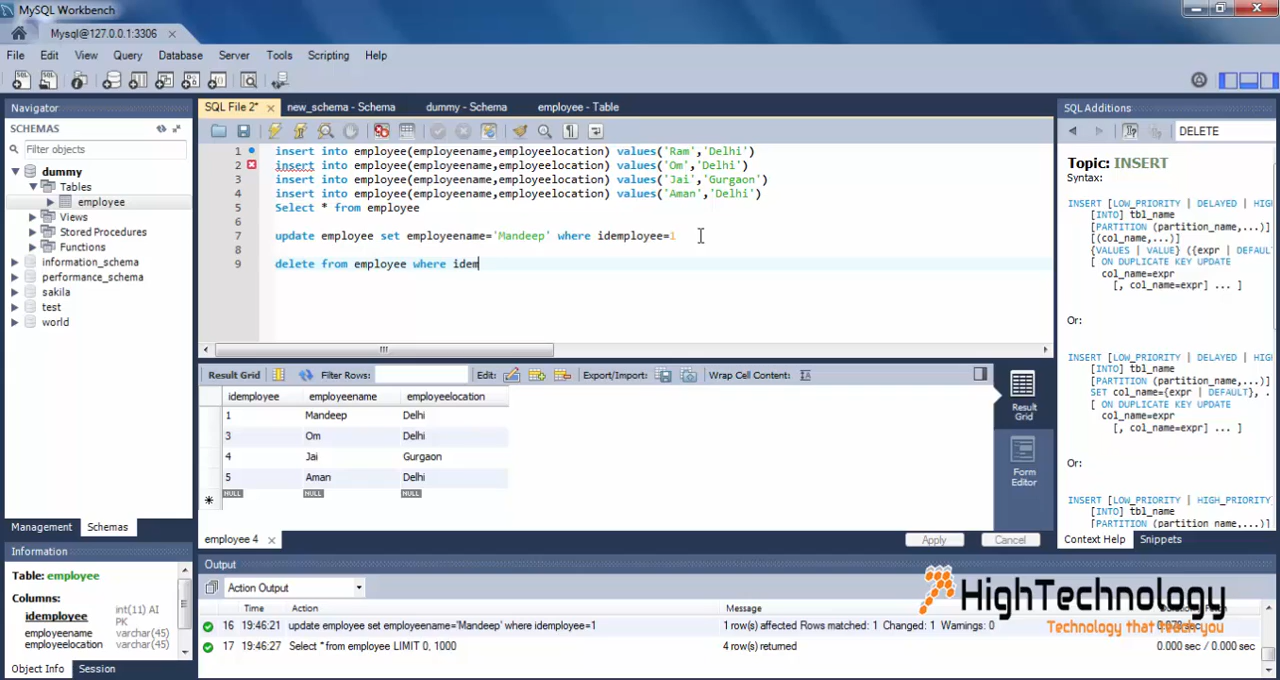 MySQL Workbench
Mysql@127.0.0.1:3306
File Edit View Query Database Server Tools Scripting Help
Navigator
SCHEMAS
Filter objects
dummy
Tables
employee
Views
Stored Procedures
Functions
information_schema
performance_schema
sakila
test
world
Management Schemas
Information
Table: employee
Columns:
idemployee int(11) AI PK
employeename varchar(45)
employeelocation varchar(45)
Object Info Session
SQL File 2* new_schema - Schema dummy - Schema employee - Table
1 insert into employee(employeename,employeelocation) values('Ram','Delhi')
2 insert into employee(employeename,employeelocation) values('Om','Delhi')
3 insert into employee(employeename,employeelocation) values('Jai','Gurgaon')
4 insert into employee(employeename,employeelocation) values('Aman','Delhi')
5 Select * from employee
6
7 update employee set employeename='Mandeep' where idemployee=1
8
9 delete from employee where idem
Result Grid Filter Rows: Edit: Export/Import: Wrap Cell Content:
idemployee employeename employeelocation
1 Mandeep Delhi
3 Om Delhi
4 Jai Gurgaon
5 Aman Delhi
NULL NULL NULL
Result Grid
Form Editor
employee 4 Apply Cancel
Output
Action Output
Time Action Message
16 19:46:21 update employee set employeename='Mandeep' where idemployee=1 1 row(s) affected Rows matched: 1 Changed: 1 Warnings: 0
17 19:46:27 Select * from employee LIMIT 0, 1000 4 row(s) returned 0.000 sec / 0.000 sec
SQL Additions
DELETE
Topic: INSERT
Syntax:
INSERT [LOW_PRIORITY | DELAYED | HIG
[INTO] tbl_name
[PARTITION (partition_name,...)]
[(col_name,...)]
{VALUES | VALUE} ({expr | DEFAUL
[ ON DUPLICATE KEY UPDATE
col_name=expr
[, col_name=expr] ... ]
Or:
INSERT [LOW_PRIORITY | DELAYED | HIG
[INTO] tbl_name
[PARTITION (partition_name,...)]
SET col_name={expr | DEFAULT}, .
[ ON DUPLICATE KEY UPDATE
col_name=expr
[, col_name=expr] ... ]
Or:
INSERT [LOW_PRIORITY | HIGH_PRIORITY
[INTO] tbl_name
[PARTITION (partition_name,...)]
Context Help Snippets
HighTechnology
Technology that teach you